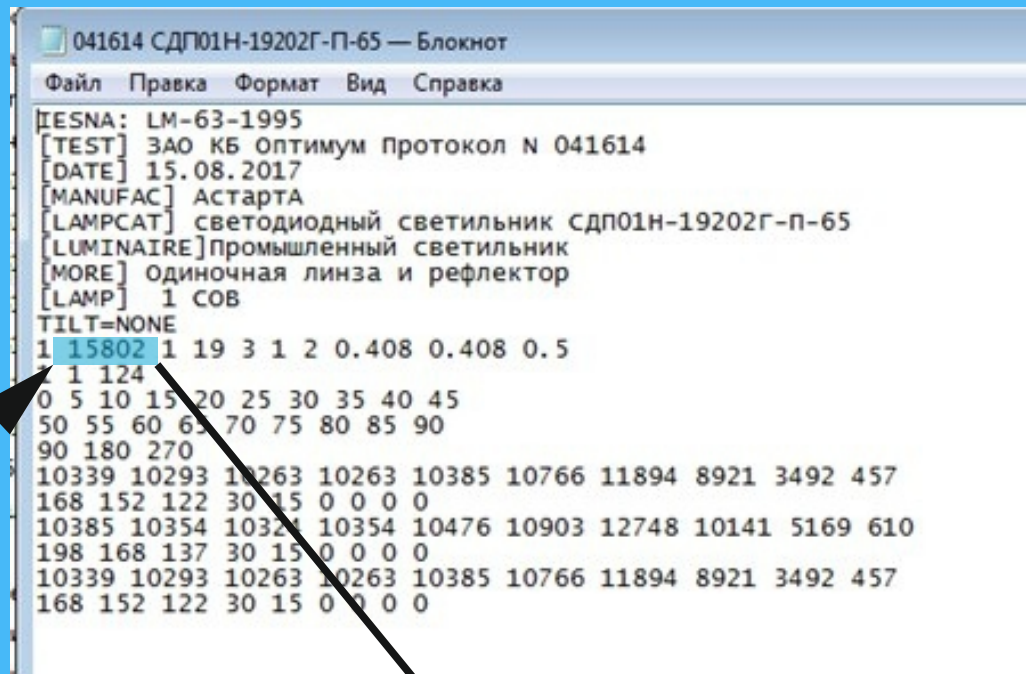 041614 СДП01Н-19202Г-П-65 — Блокнот
Файл Правка Формат Вид Справка
IESNA: LM-63-1995
[TEST] ЗАО КБ Оптимум Протокол N 041614
[DATE] 15.08.2017
[MANUFAC] АстартА
[LAMPCAT] светодиодный светильник СДП01Н-19202Г-П-65
[LUMINAIRE]Промышленный светильник
[MORE] Одиночная линза и рефлектор
[LAMP] 1 COB
TILT=NONE
1 15802 1 19 3 1 2 0.408 0.408 0.5
1 1 124
0 5 10 15 20 25 30 35 40 45
50 55 60 65 70 75 80 85 90
90 180 270
10339 10293 10263 10263 10385 10766 11894 8921 3492 457
168 152 122 30 15 0 0 0 0
10385 10354 10324 10354 10476 10903 12748 10141 5169 610
198 168 137 30 15 0 0 0 0
10339 10293 10263 10263 10385 10766 11894 8921 3492 457
168 152 122 30 15 0 0 0 0